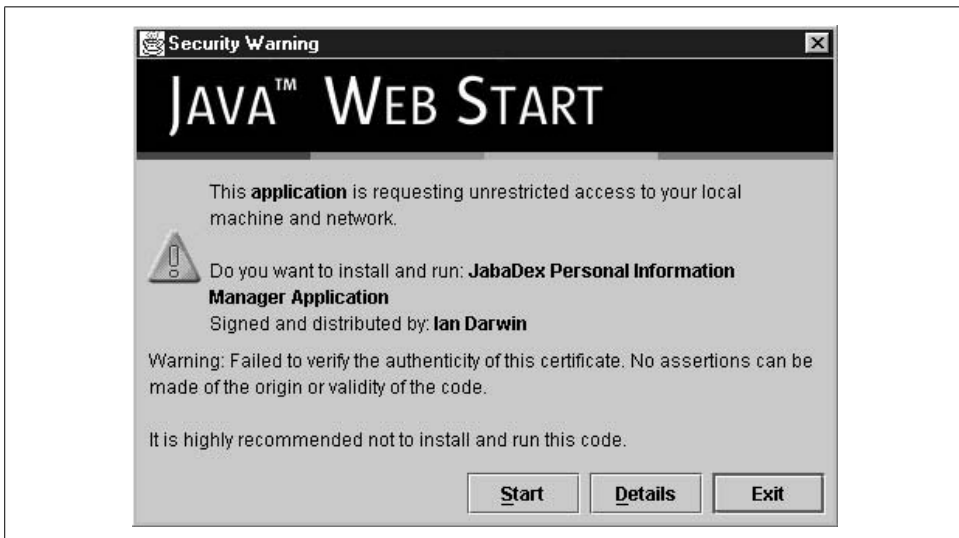 Security Warning
JAVA™ WEB START
This application is requesting unrestricted access to your local
machine and network.
Do you want to install and run: JabaDex Personal Information
Manager Application
Signed and distributed by: Ian Darwin
Warning: Failed to verify the authenticity of this certificate. No assertions can be
made of the origin or validity of the code.
It is highly recommended not to install and run this code.
Start Details Exit